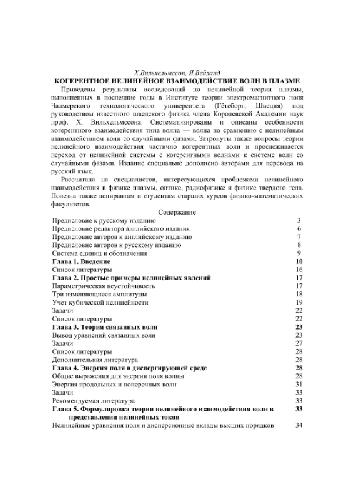 Х.Вильхельмссон, Я.Вейланд
КОГЕРЕНТНОЕ НЕЛИНЕЙНОЕ ВЗАИМОДЕЙСТВИЕ ВОЛН В ПЛАЗМЕ
Приведены результаты исследований по нелинейной теории плазмы,
выполненных в последние годы в Институте теории электромагнитного поля
Чалмерского технологического университета (Гётеборг, Швеция) под
руководством известного шведского физика члена Королевской Академии наук
проф. Х. Вильхельмссона. Систематизированы и описаны особенности
когерентного взаимодействия типа волна — волна по сравнению с нелинейным
взаимодействием волн со случайными фазами. Затронуты также вопросы теории
нелинейного взаимодействия частично когерентных волн и прослеживается
переход от нелинейной системы с когерентными волнами к системе волн со
случайными фазами. Издание специально дополнено авторами для перевода на
русский язык.
Рассчитана на специалистов, интересующихся проблемами нелинейного
взаимодействия в физике плазмы, оптике, радиофизике и физике твердого тела.
Полезна также аспирантам и студентам старших курсов физико-математических
факультетов.
Содержание
Предисловие к русскому изданию 3
Предисловие редактора английского издания 6
Предисловие авторов к английскому изданию 7
Предисловие авторов к русскому изданию 8
Система единиц и обозначения 9
Глава 1. Введение 10
Список литературы 16
Глава 2. Простые примеры нелинейных явлений 17
Параметрическая неустойчивость 17
Три изменяющиеся амплитуды 18
Учет кубической нелинейности 19
Задачи 22
Список литературы 22
Глава 3. Теория связанных волн 23
Вывод уравнений связанных волн 23
Задачи 27
Список литературы 28
Дополнительная литература 28
Глава 4. Энергия поля в диспергирующей среде 28
Общие выражения для энергии поля волны 28
Энергии продольных и поперечных волн 31
Задачи 33
Рекомендуемая литература 33
Глава 5. Формулировка теории нелинейного взаимодействия волн в 33
представлении нелинейных токов
Нелинейные уравнения поля и дисперсионные вклады высших порядков 34